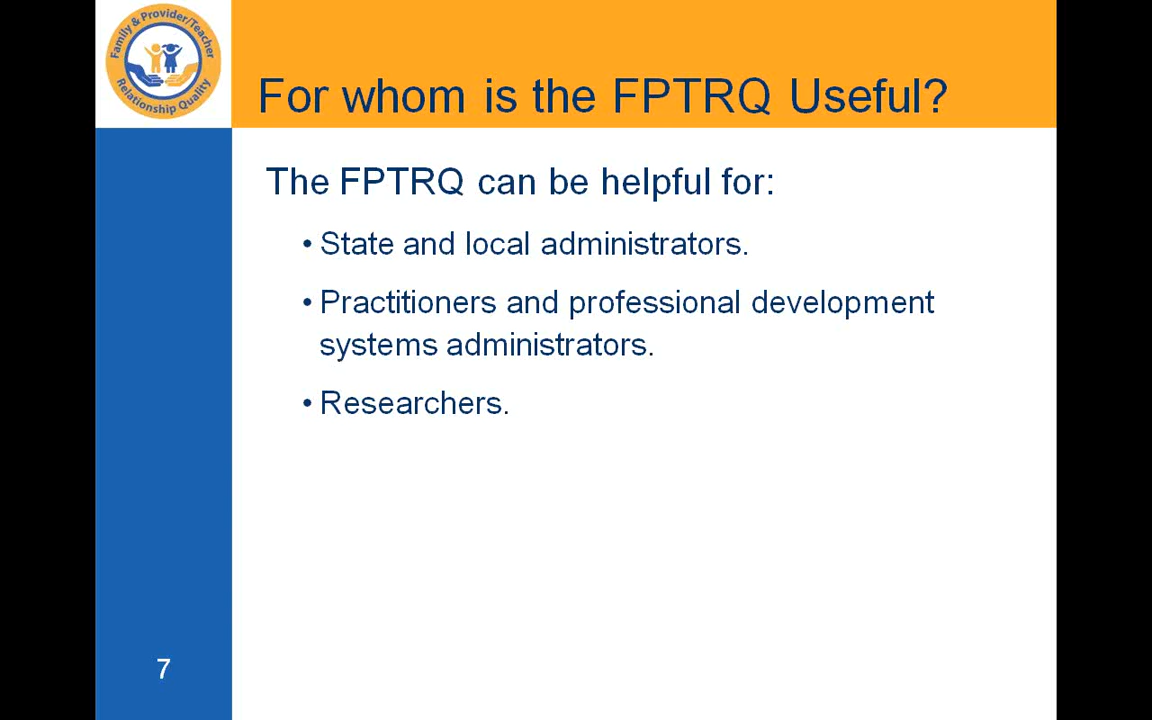 Family & Provider/Teacher
Relationship Quality
For whom is the FPTRQ Useful?
The FPTRQ can be helpful for:
• State and local administrators.
• Practitioners and professional development
systems administrators.
• Researchers.
7